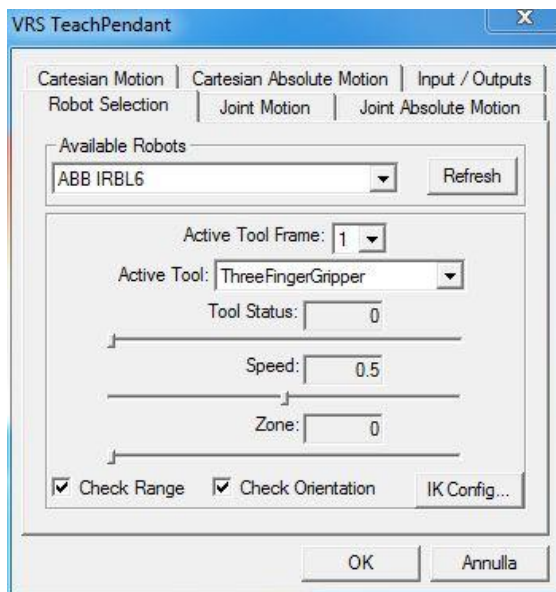 VRS TeachPendant
X
Cartesian Motion Cartesian Absolute Motion Input / Outputs
Robot Selection Joint Motion Joint Absolute Motion
Available Robots
ABB IRBL6 Refresh
Active Tool Frame: 1
Active Tool: ThreeFingerGripper
Tool Status: 0
Speed: 0.5
Zone: 0
Check Range Check Orientation IK Config...
OK Annulla